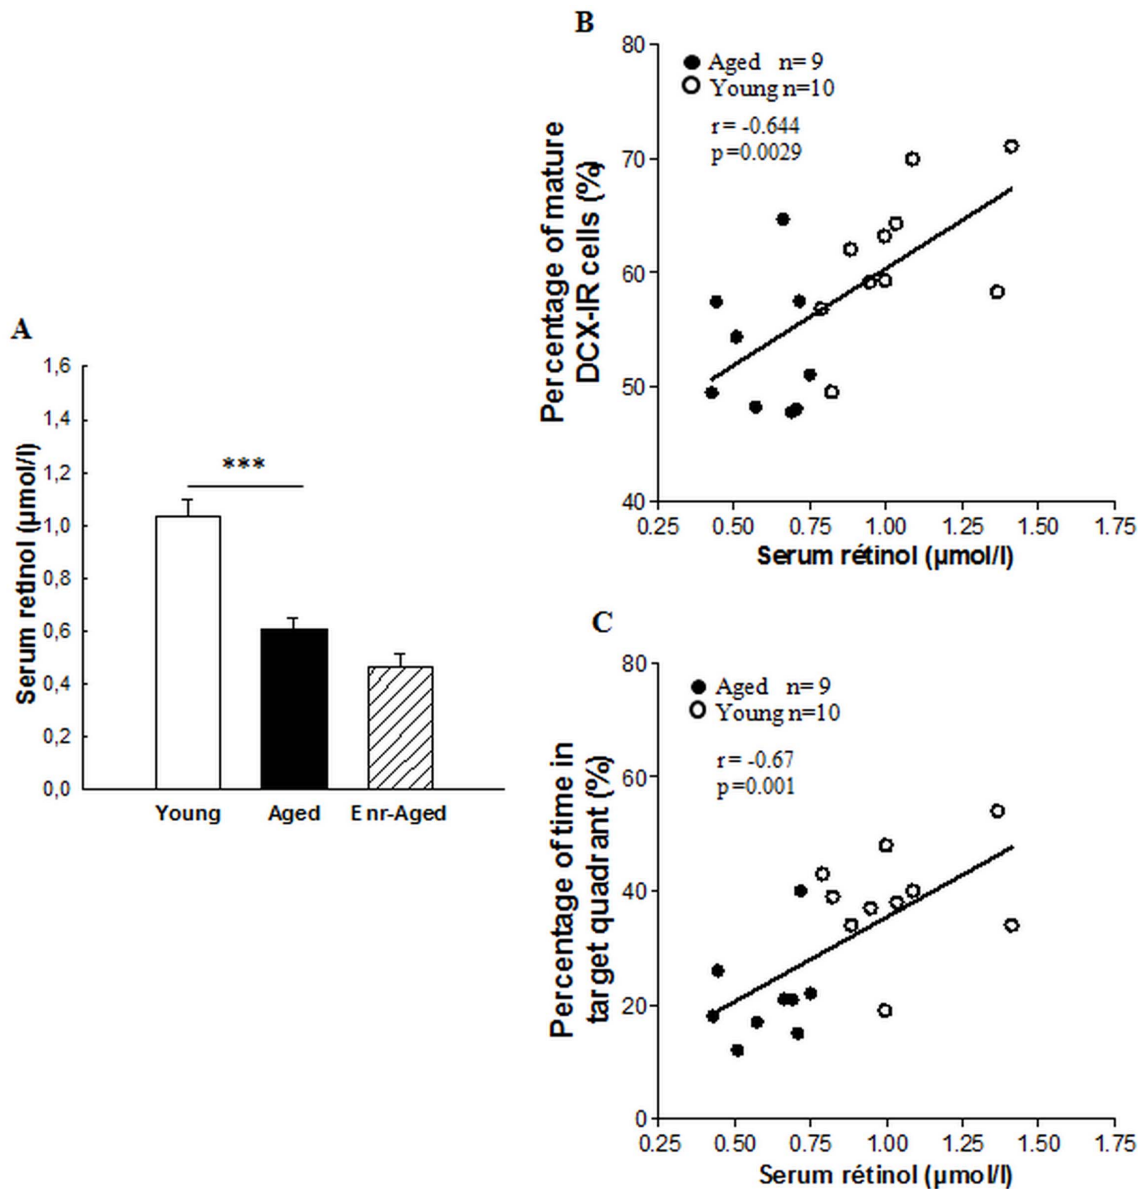 A
Serum retinol (µmol/l)
1,6
1,4
1,2
1,0
0,8
0,6
0,4
0,2
0,0
***
Young Aged Enr-Aged
B
Percentage of mature
DCX-IR cells (%)
80
70
60
50
40
Aged n= 9
Young n=10
r= -0.644
p=0.0029
0.25 0.50 0.75 1.00 1.25 1.50 1.75
Serum rétinol (µmol/l)
C
Percentage of time in
target quadrant (%)
80
60
40
20
0
Aged n= 9
Young n=10
r= -0.67
p=0.001
0.25 0.50 0.75 1.00 1.25 1.50 1.75
Serum rétinol (µmol/l)